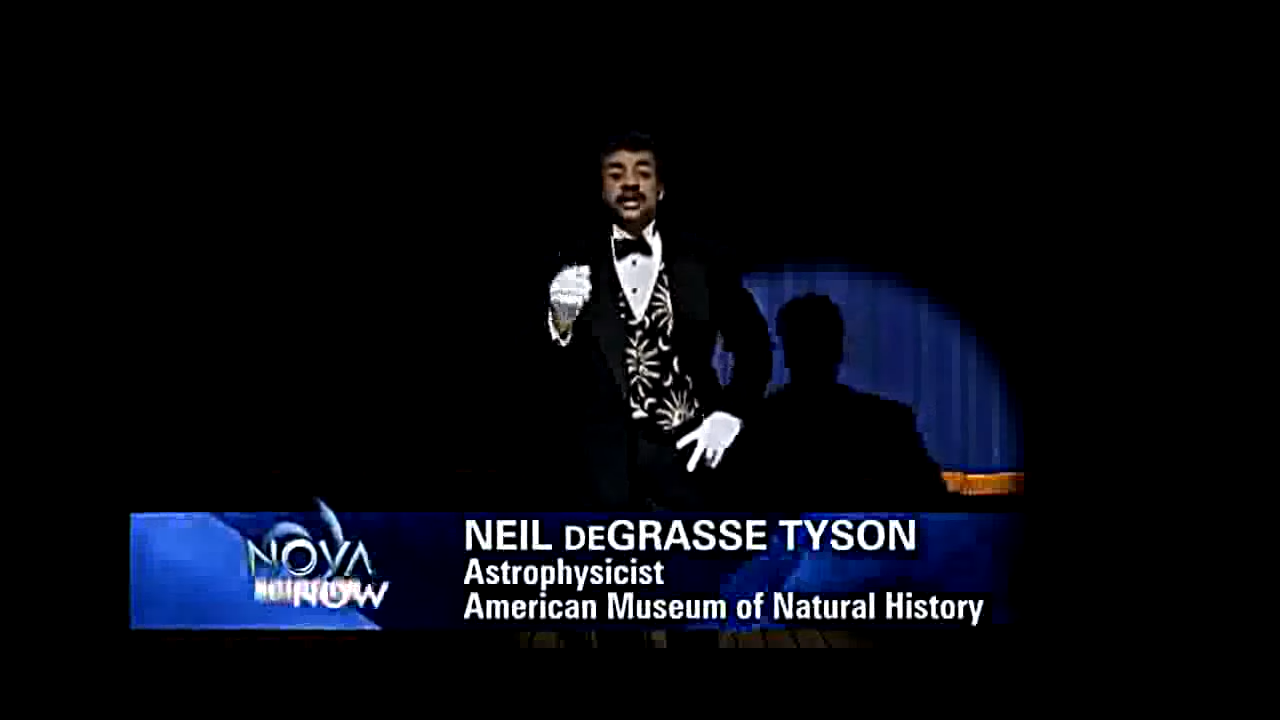 NOVA
NOW
NEIL DEGRASSE TYSON
Astrophysicist
American Museum of Natural History